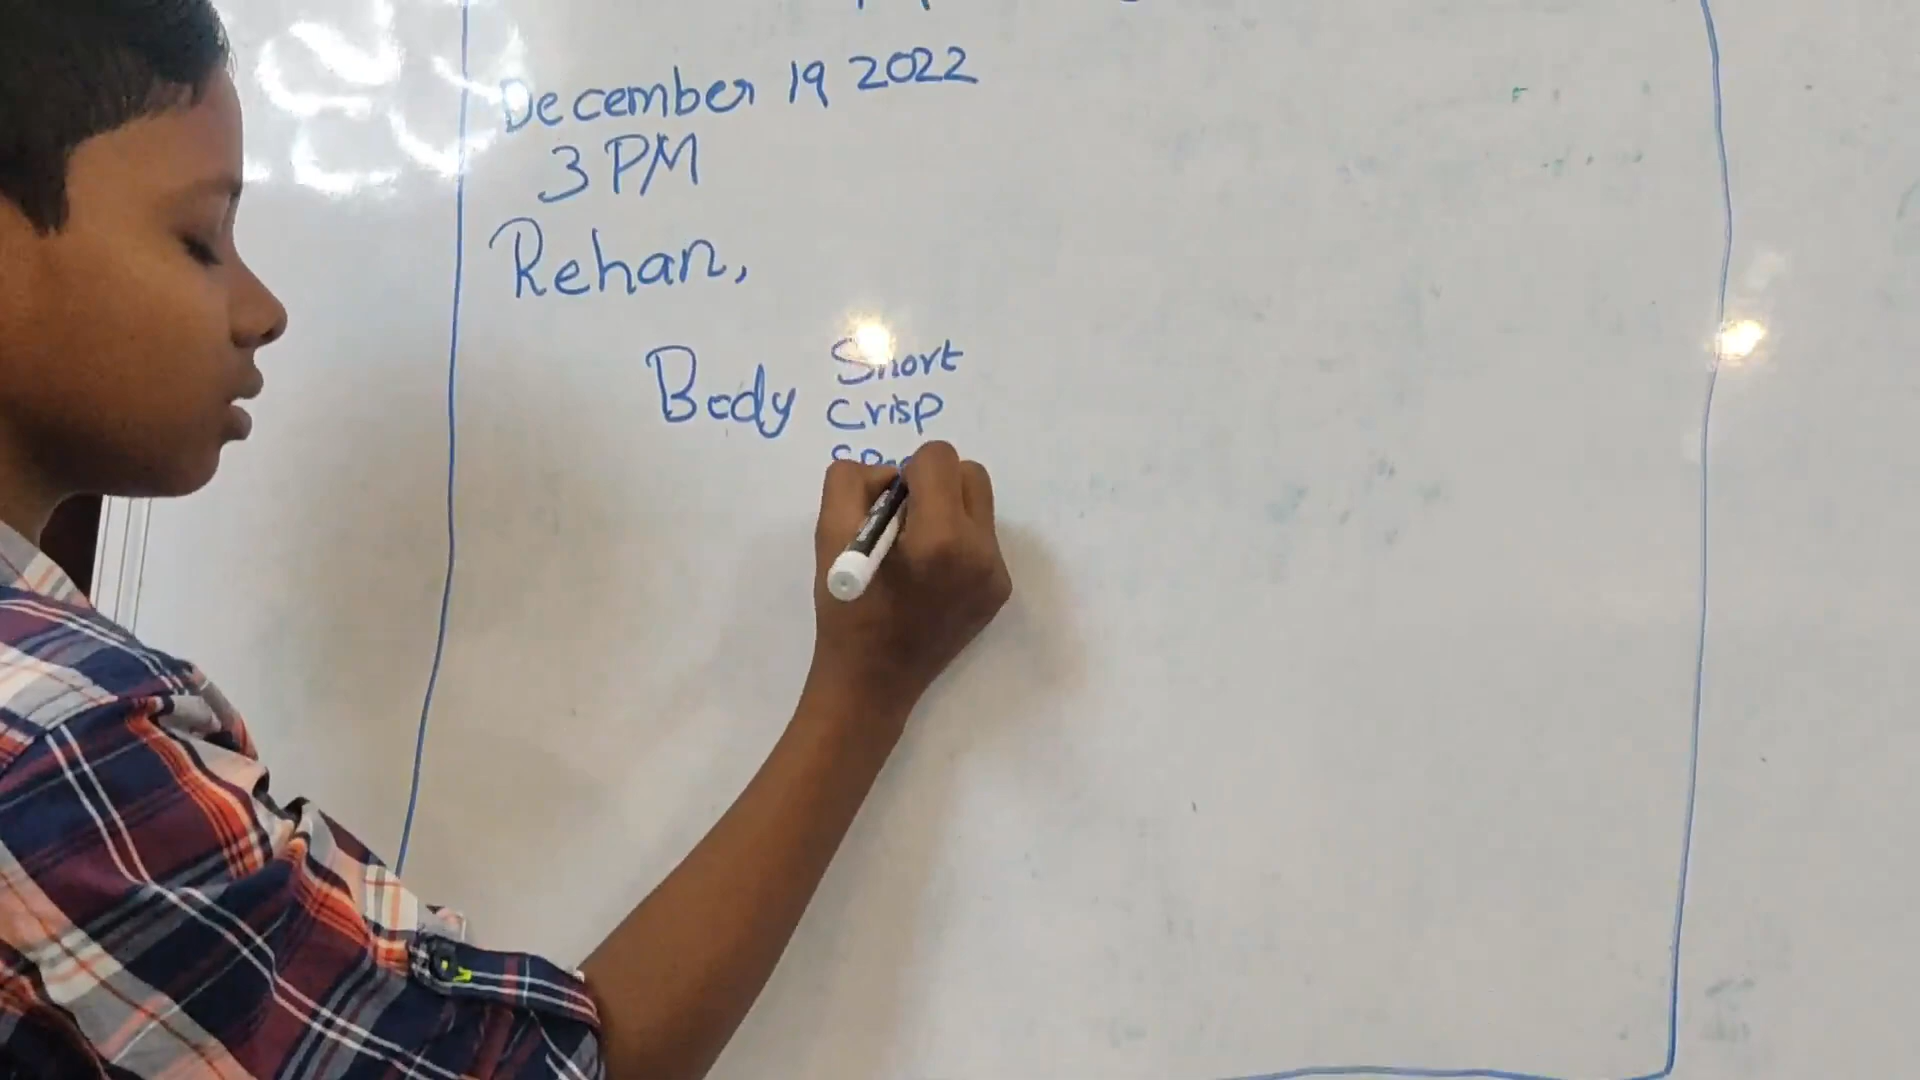 December 19 2022
3 PM
Rehan,
Body Short
Crisp